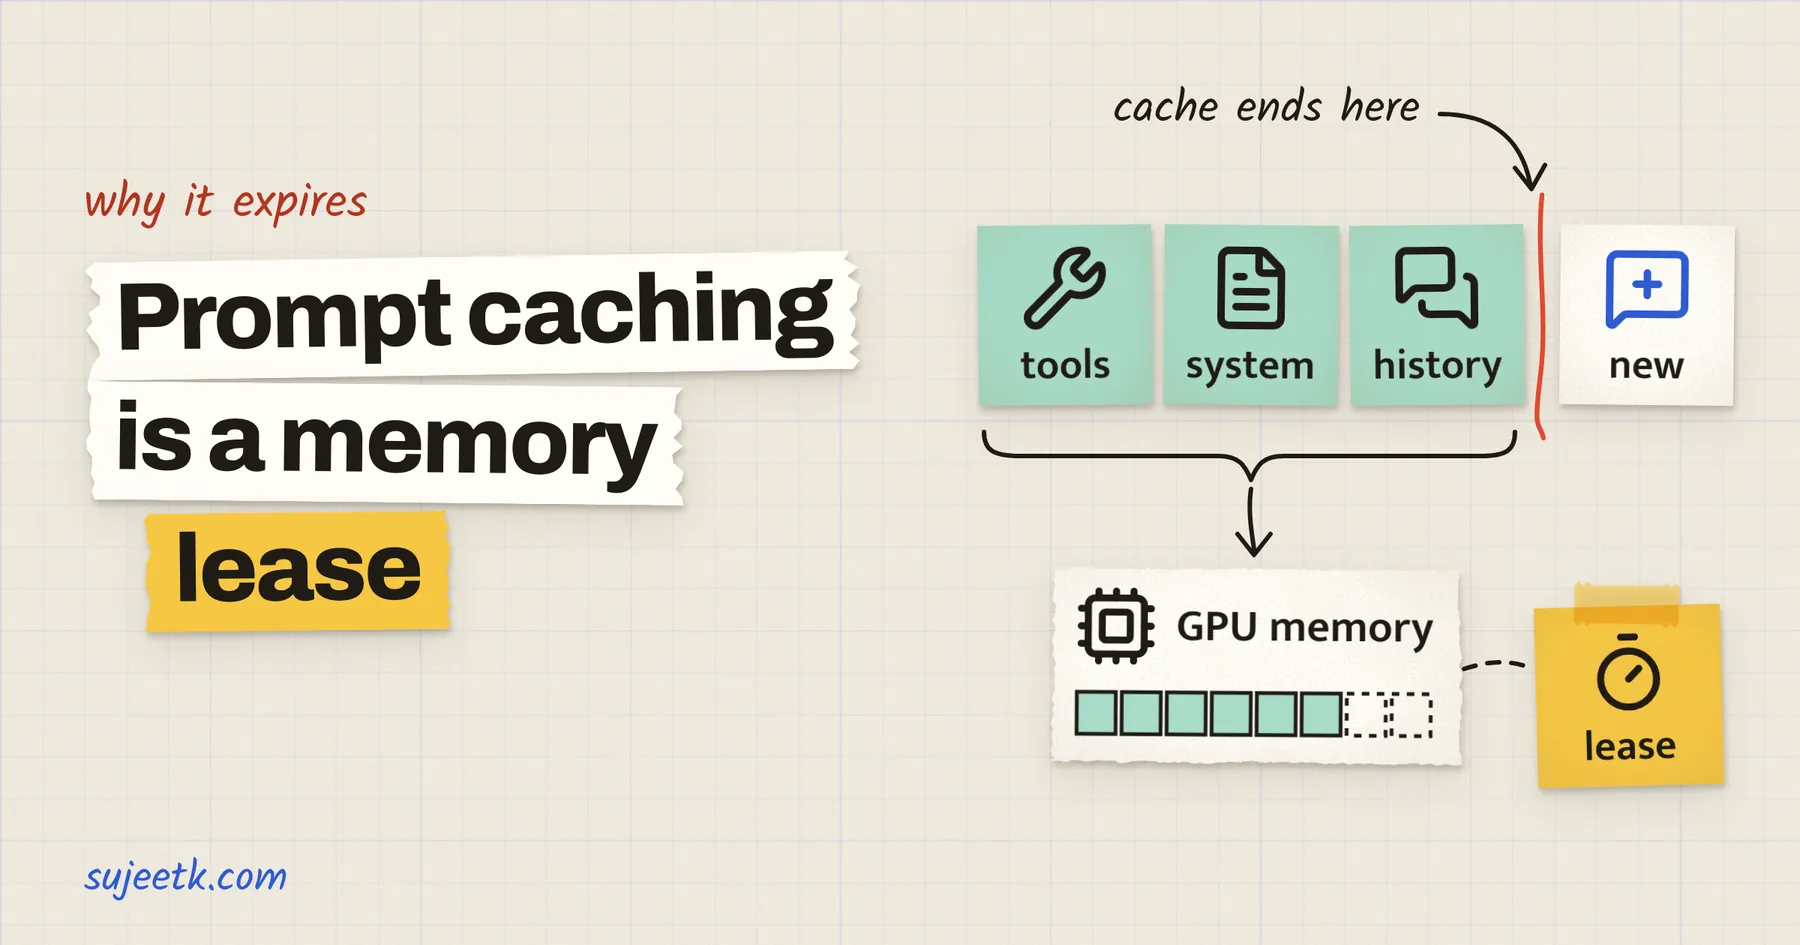 why it expires
Prompt caching
is a memory
lease
sujeetk.com
cache ends here
tools
system
history
new
GPU memory
lease